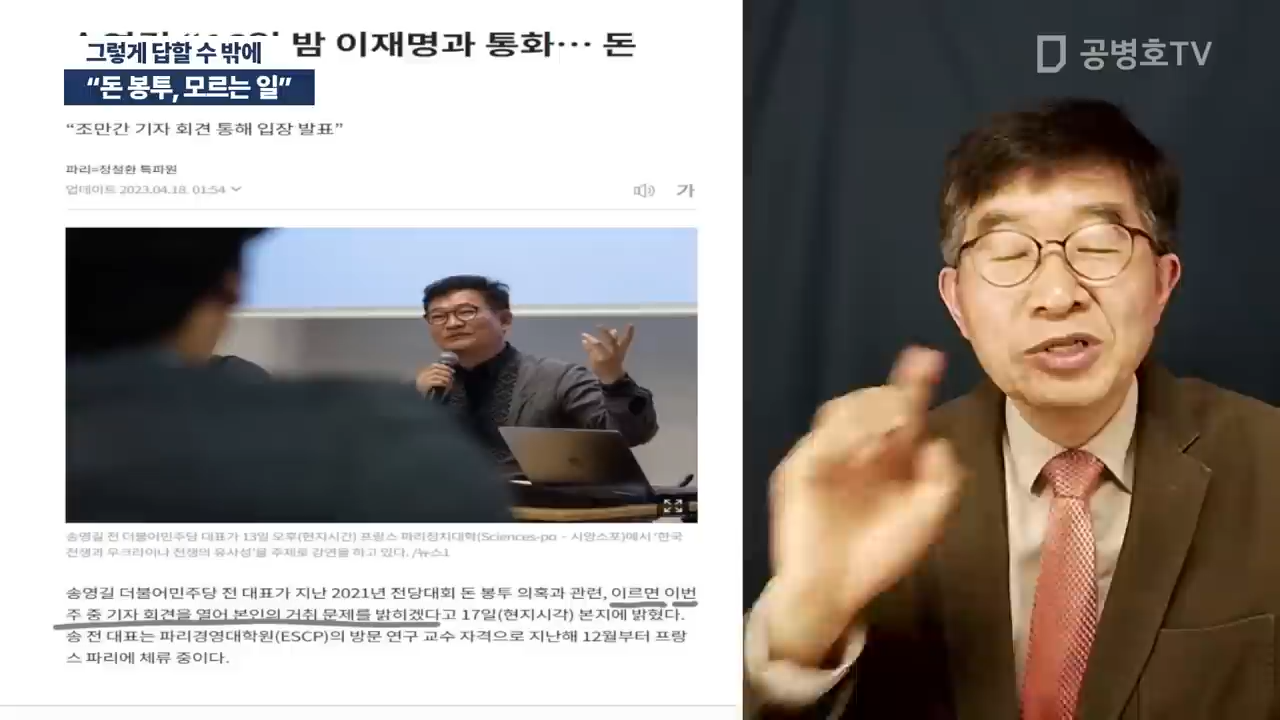 밤 이재명과 통화… 돈
그렇게 답할 수 밖에
“돈 봉투, 모르는 일”
공병호TV
“조만간 기자 회견 통해 입장 발표”
파리=정철환 특파원
업데이트 2023.04.18. 01:54
가
송영길 전 더불어민주당 대표가 13일 오후(현지시간) 프랑스 파리정치대학(Sciences-po · 시앙스포)에서 ‘한국
전쟁과 우크라이나 전쟁의 유사성’을 주제로 강연을 하고 있다. /뉴스1
송영길 더불어민주당 전 대표가 지난 2021년 전당대회 돈 봉투 의혹과 관련, 이르면 이번
주 중 기자 회견을 열어 본인의 거취 문제를 밝히겠다고 17일(현지시각) 본지에 밝혔다.
송 전 대표는 파리경영대학원(ESCP)의 방문 연구 교수 자격으로 지난해 12월부터 프랑
스 파리에 체류 중이다.